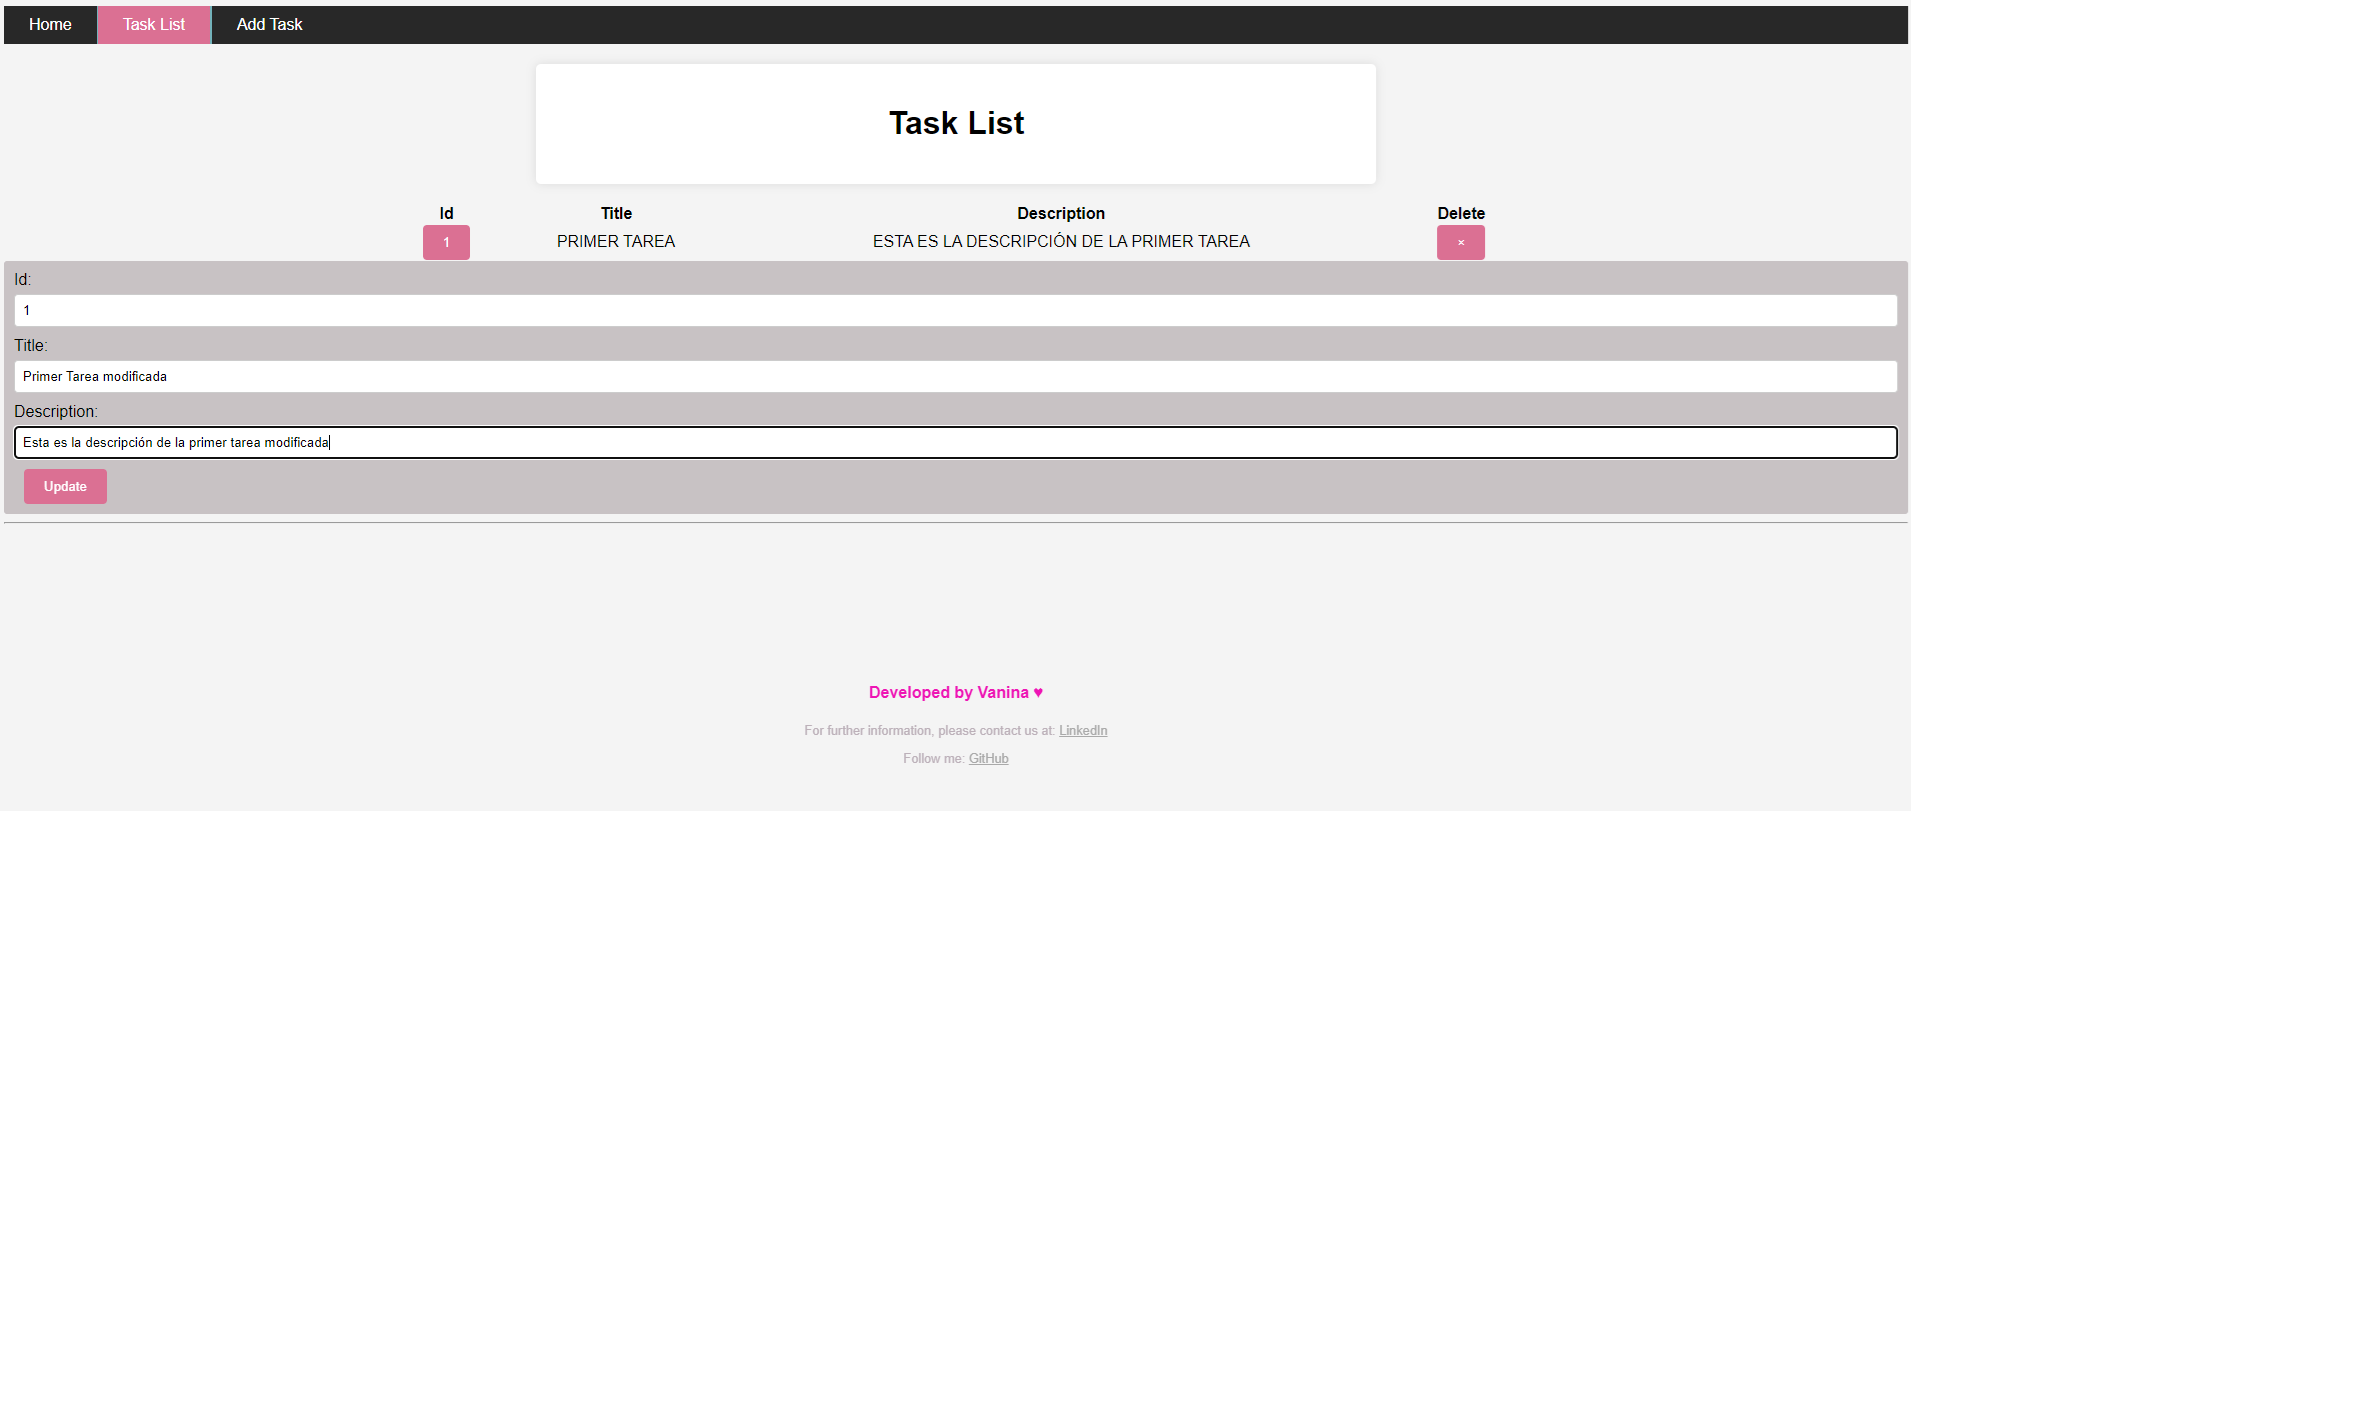 Home Task List Add Task
Task List
Id Title Description Delete
1 PRIMER TAREA ESTA ES LA DESCRIPCIÓN DE LA PRIMER TAREA ×
Id:
1
Title:
Primer Tarea modificada
Description:
Esta es la descripción de la primer tarea modificada
Update
Developed by Vanina ♥
For further information, please contact us at: LinkedIn
Follow me: GitHub